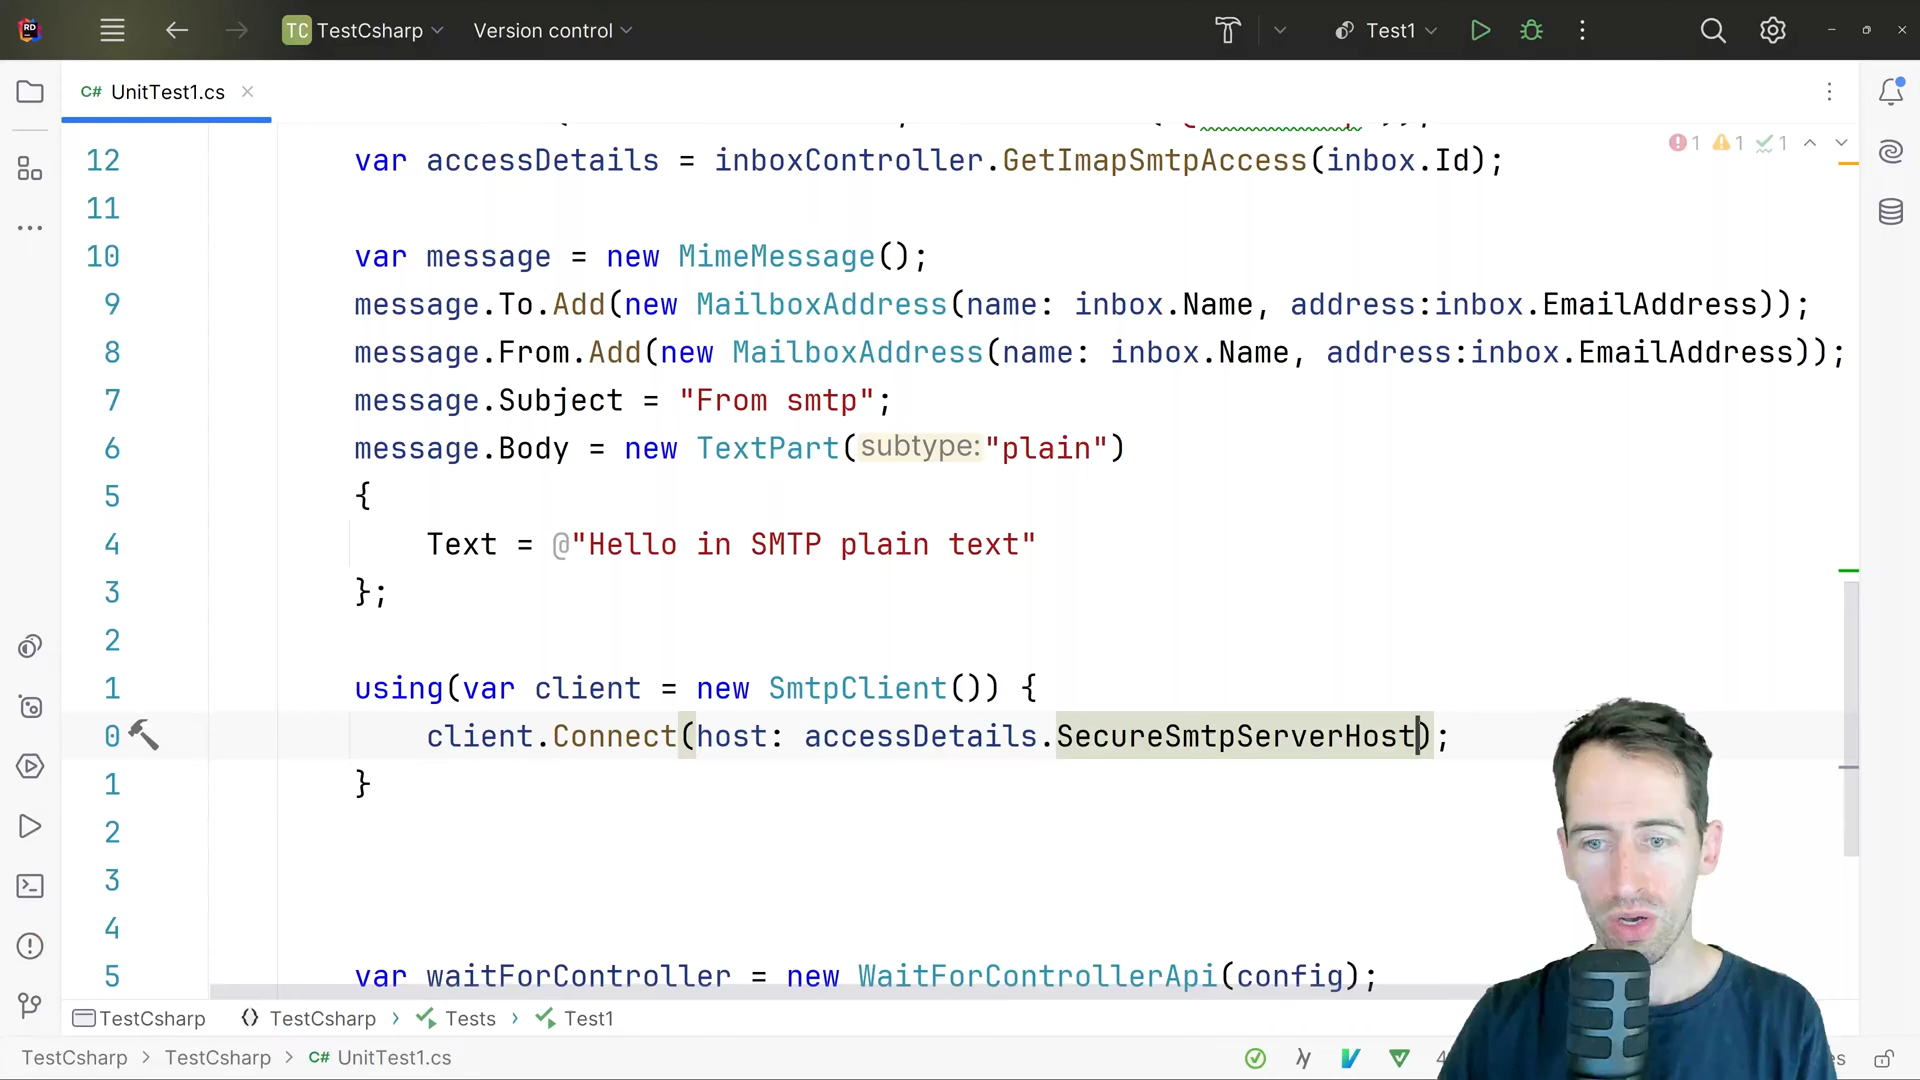 RD
TC TestCsharp
Version control
Test1
C# UnitTest1.cs
1 1 1
12 var accessDetails = inboxController.GetImapSmtpAccess(inbox.Id);
11
10 var message = new MimeMessage();
9 message.To.Add(new MailboxAddress(name: inbox.Name, address:inbox.EmailAddress));
8 message.From.Add(new MailboxAddress(name: inbox.Name, address:inbox.EmailAddress));
7 message.Subject = "From smtp";
6 message.Body = new TextPart(subtype:"plain")
5 {
4 Text = @"Hello in SMTP plain text"
3 };
2
1 using(var client = new SmtpClient()) {
0 client.Connect(host: accessDetails.SecureSmtpServerHost);
1 }
2
3
4
5 var waitForController = new WaitForControllerApi(config);
TestCsharp TestCsharp › Tests › Test1
TestCsharp > TestCsharp > C# UnitTest1.cs